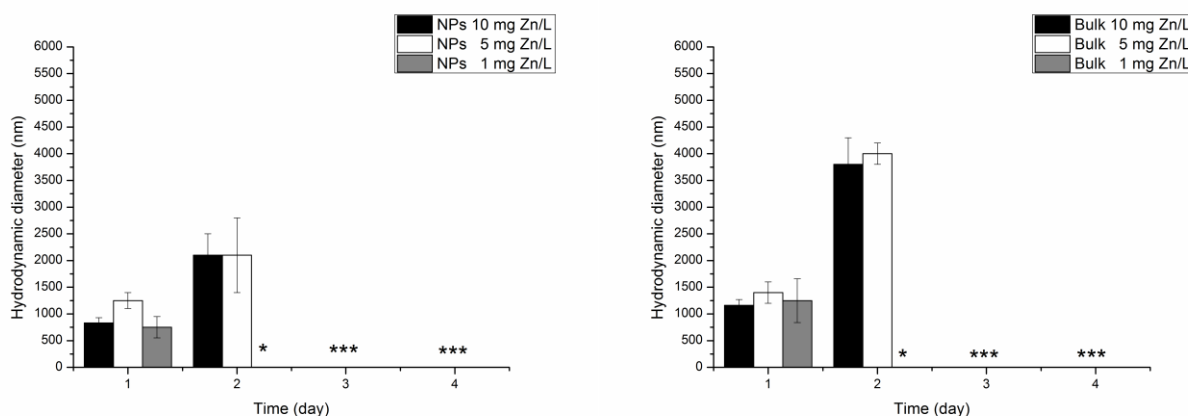 NPs 10 mg Zn/L
NPs 5 mg Zn/L
NPs 1 mg Zn/L
6000
5500
5000
4500
4000
3500
3000
2500
2000
1500
1000
500
0
Hydrodynamic diameter (nm)
* *** ***
1 2 3 4
Time (day)
Bulk 10 mg Zn/L
Bulk 5 mg Zn/L
Bulk 1 mg Zn/L
6000
5500
5000
4500
4000
3500
3000
2500
2000
1500
1000
500
0
Hydrodynamic diameter (nm)
* *** ***
1 2 3 4
Time (day)